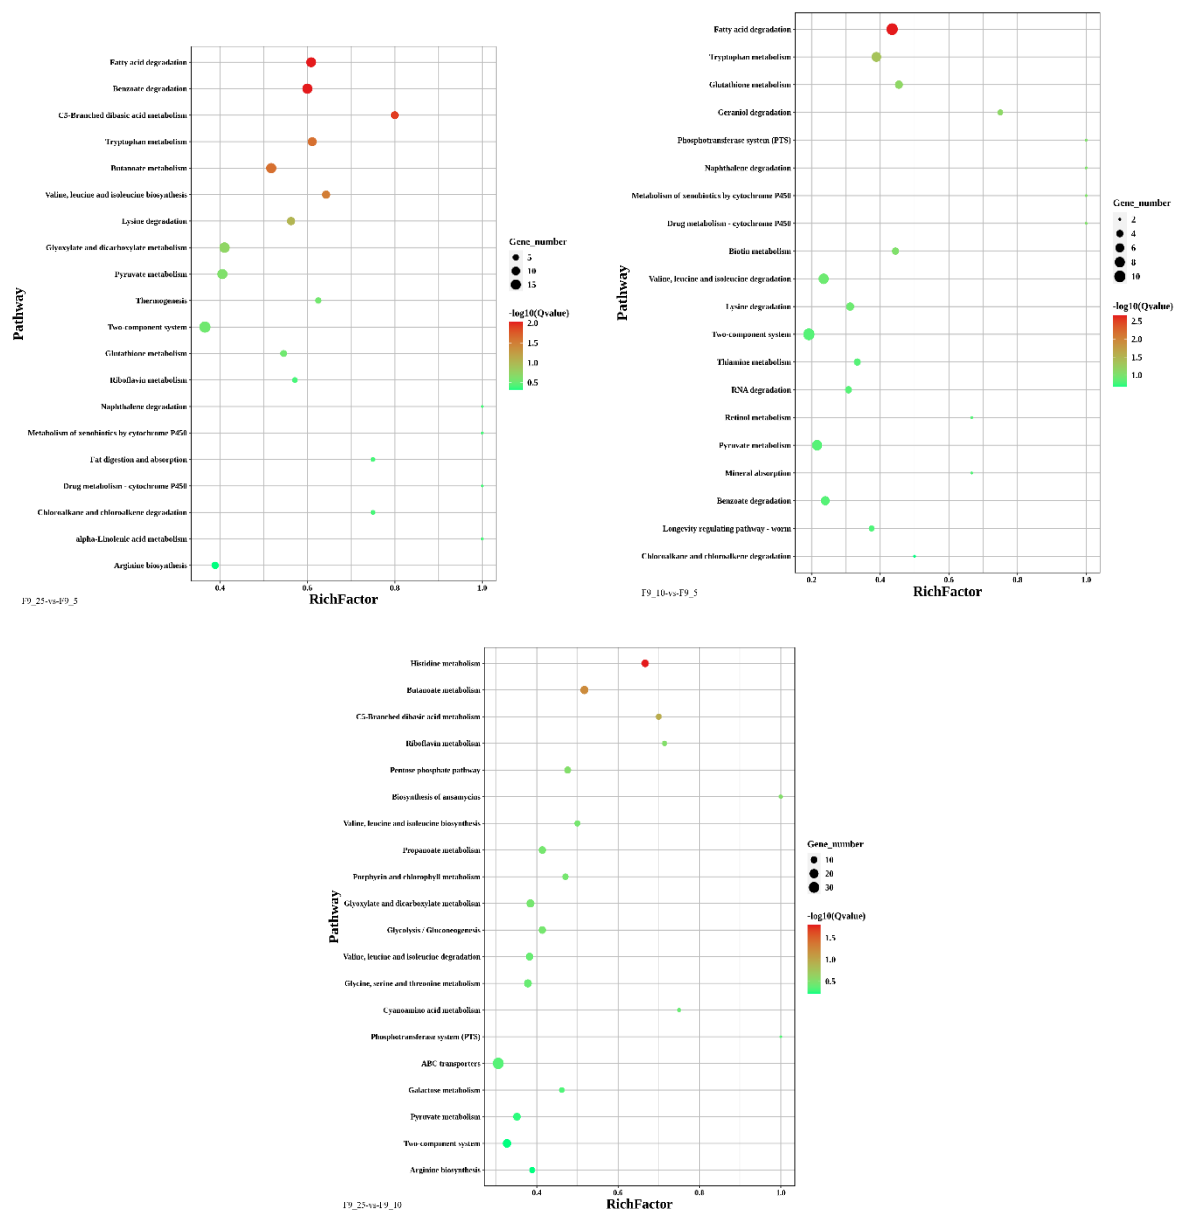 Fatty acid degradation
Benzoate degradation
C5-Branched dibasic acid metabolism
Tryptophan metabolism
Butanoate metabolism
Valine, leucine and isoleucine biosynthesis
Lysine degradation
Glyoxylate and dicarboxylate metabolism
Pyruvate metabolism
Thermogenesis
Two-component system
Glutathione metabolism
Riboflavin metabolism
Naphthalene degradation
Metabolism of xenobiotics by cytochrome P450
Fat digestion and absorption
Drug metabolism - cytochrome P450
Chloroalkane and chloroalkene degradation
alpha-Linolenic acid metabolism
Arginine biosynthesis
Pathway
0.4 0.6 0.8 1.0
RichFactor
F9_25-vs-F9_5
Gene_number
5
10
15
-log10(Qvalue)
2.0
1.5
1.0
0.5
Fatty acid degradation
Tryptophan metabolism
Glutathione metabolism
Geraniol degradation
Phosphotransferase system (PTS)
Naphthalene degradation
Metabolism of xenobiotics by cytochrome P450
Drug metabolism - cytochrome P450
Biotin metabolism
Valine, leucine and isoleucine degradation
Lysine degradation
Two-component system
Thiamine metabolism
RNA degradation
Retinol metabolism
Pyruvate metabolism
Mineral absorption
Benzoate degradation
Longevity regulating pathway - worm
Chloroalkane and chloroalkene degradation
Pathway
0.2 0.4 0.6 0.8 1.0
RichFactor
F9_10-vs-F9_5
Gene_number
2
4
6
8
10
-log10(Qvalue)
2.5
2.0
1.5
1.0
Histidine metabolism
Butanoate metabolism
C5-Branched dibasic acid metabolism
Riboflavin metabolism
Pentose phosphate pathway
Biosynthesis of ansamycins
Valine, leucine and isoleucine biosynthesis
Propanoate metabolism
Porphyrin and chlorophyll metabolism
Glyoxylate and dicarboxylate metabolism
Glycolysis / Gluconeogenesis
Valine, leucine and isoleucine degradation
Glycine, serine and threonine metabolism
Cyanoamino acid metabolism
Phosphotransferase system (PTS)
ABC transporters
Galactose metabolism
Pyruvate metabolism
Two-component system
Arginine biosynthesis
Pathway
0.4 0.6 0.8 1.0
RichFactor
F9_25-vs-F9_10
Gene_number
10
20
30
-log10(Qvalue)
1.5
1.0
0.5